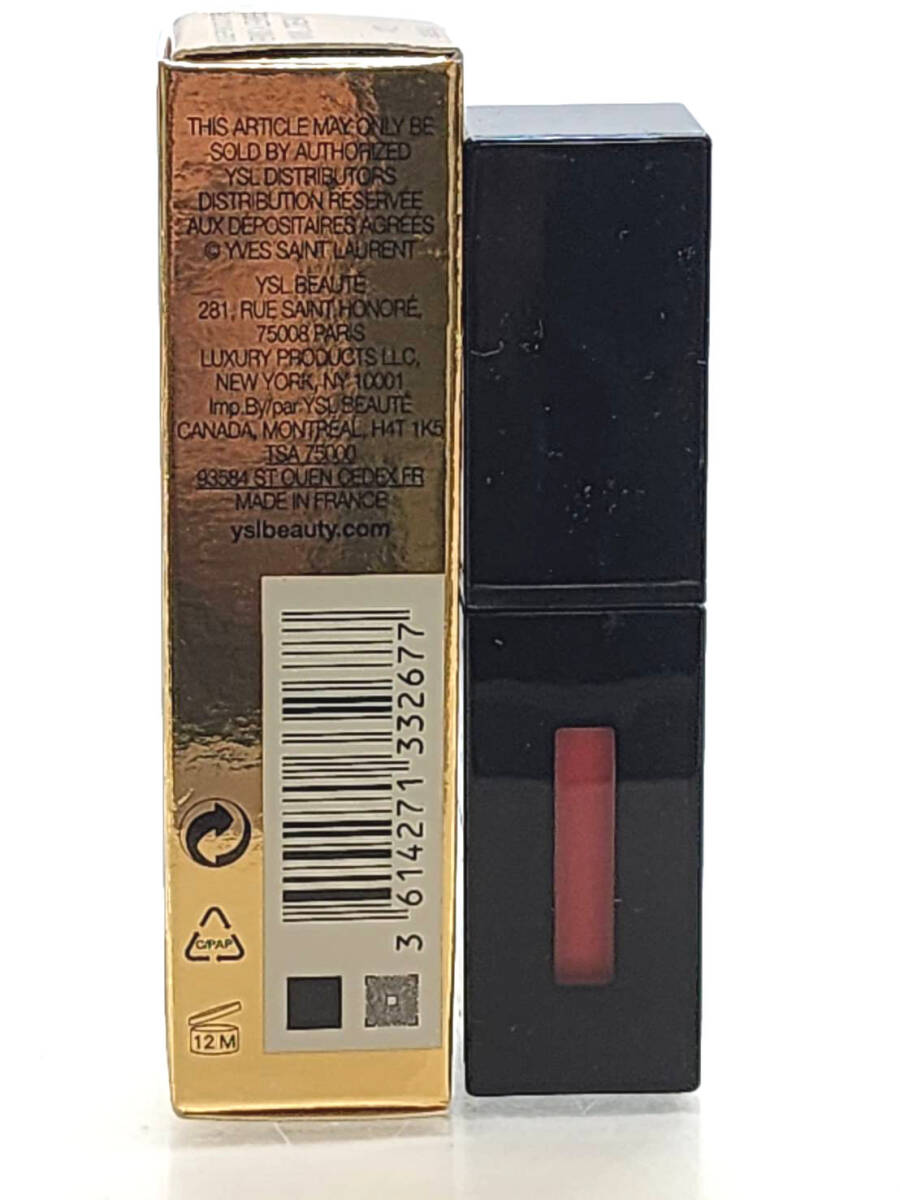 THIS ARTICLE MAY ONLY BE
SOLD BY AUTHORIZED
YSL DISTRIBUTORS
DISTRIBUTION RÉSERVÉE
AUX DÉPOSITAIRES AGRÉÉS
© YVES SAINT LAURENT
YSL BEAUTÉ
281, RUE SAINT HONORÉ,
75008 PARIS
LUXURY PRODUCTS LLC,
NEW YORK, NY 10001
Imp.By/par YSL BEAUTÉ
CANADA, MONTRÉAL, H4T 1K5
TSA 75000
93584 ST OUEN CEDEX FR
MADE IN FRANCE
yslbeauty.com
3 614271 332677
C/PAP
12 M